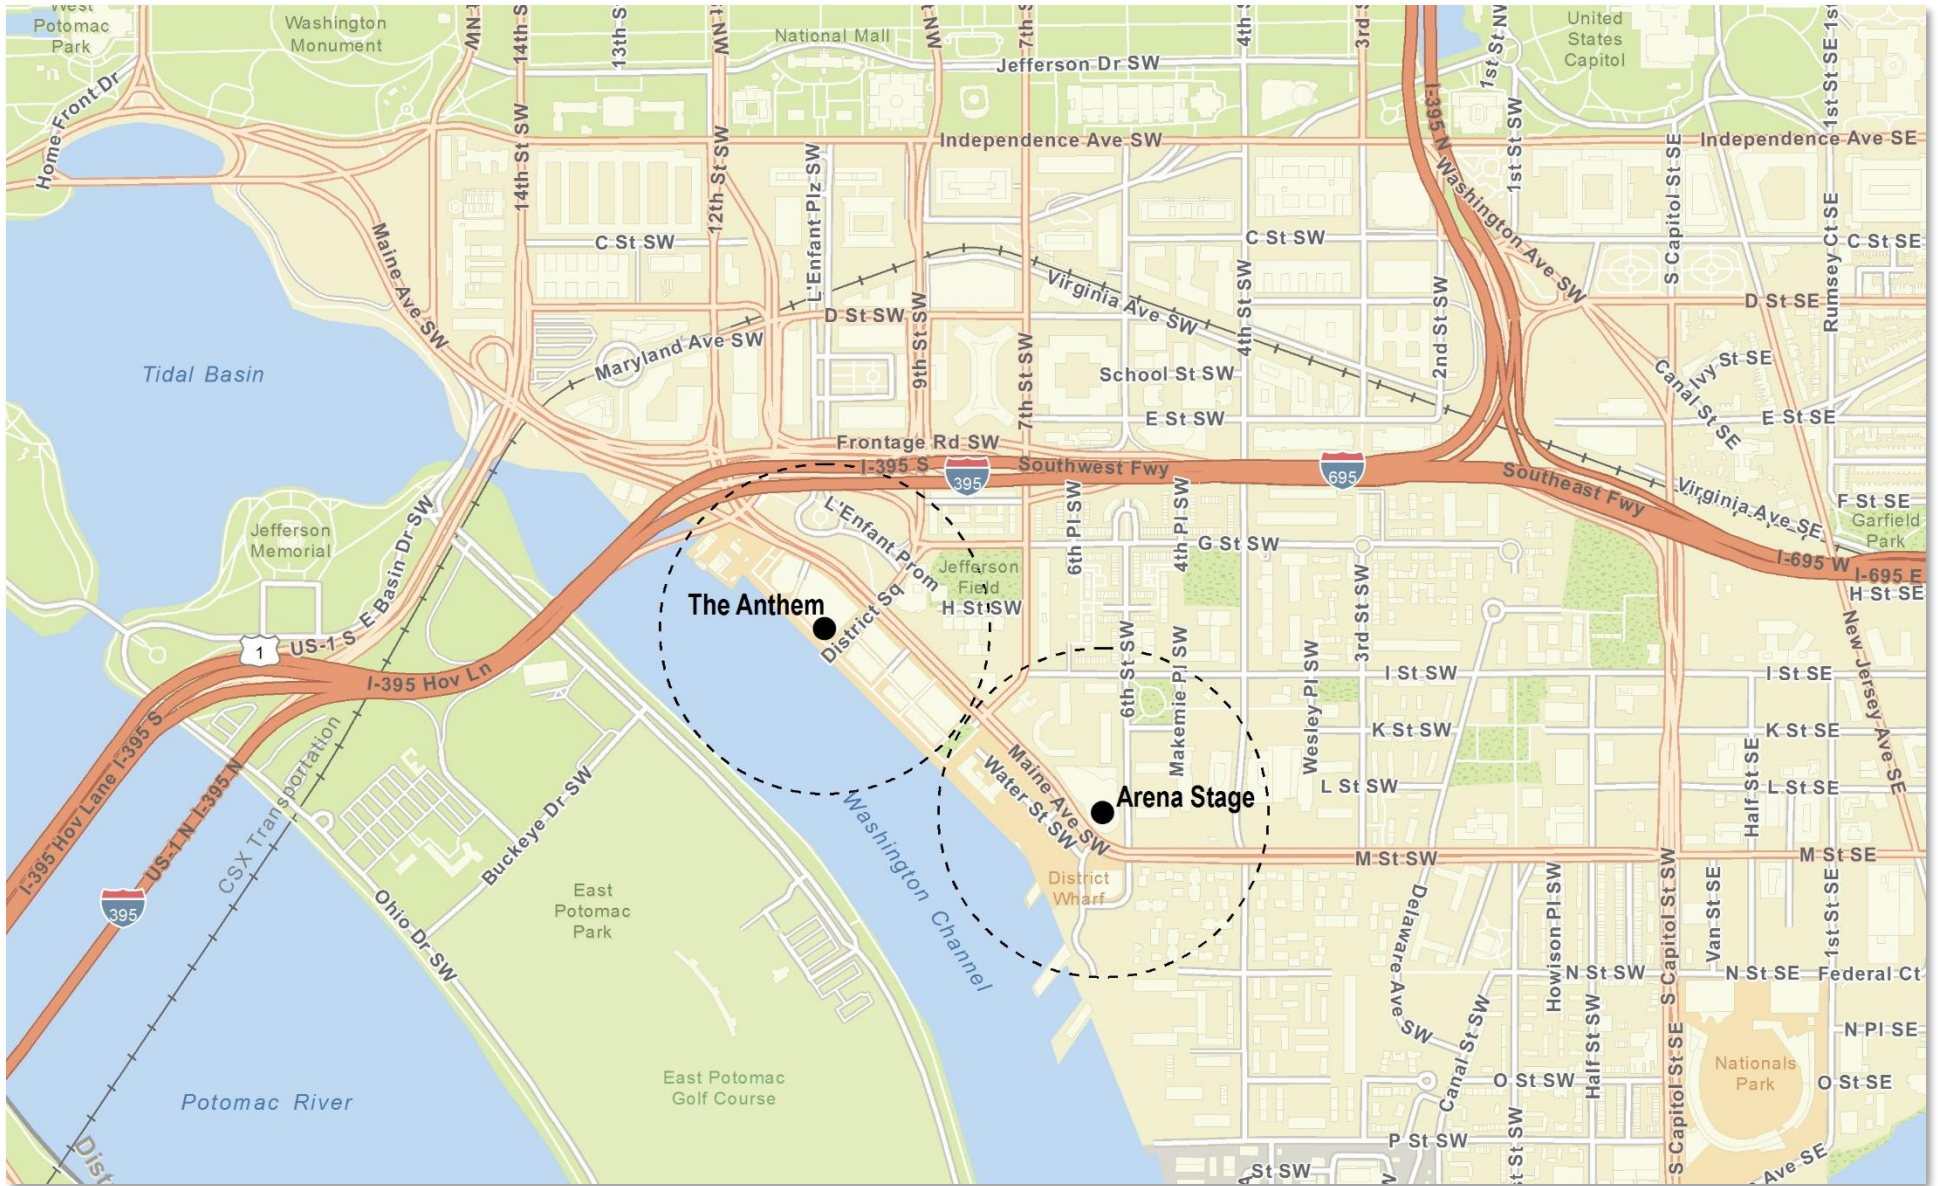 West
Potomac
Park
Washington
Monument
14th S
13th S
National Mall
7th S
4th S
3rd S
1st St NW
United
States
Capitol
1st St SE
Jefferson Dr SW
Home Front Dr
14th St SW
12th St SW
L'Enfant Plz SW
Independence Ave SW
I-395 N
Washington Ave SW
1st St SW
S Capitol St SE
Independence Ave SE
Rumsey Ct SE
Maine Ave SW
C St SW
C St SW
C St SE
Virginia Ave SW
4th St SW
2nd St SW
D St SE
D St SW
9th St SW
7th St SW
Maryland Ave SW
Tidal Basin
School St SW
Ivy St SE
Canal St SE
E St SW
E St SE
Frontage Rd SW
I-395 S
395
Southwest Fwy
695
Southeast Fwy
Virginia Ave SE
F St SE
Garfield
Park
Jefferson
Memorial
E Basin Dr SW
L'Enfant Prom
6th Pl SW
4th Pl SW
G St SW
I-695 W
I-695 E
H St SE
Jefferson
Field
H St SW
The Anthem
District Sq
3rd St SW
New Jersey Ave SE
1
US-1 S
I-395 Hov Ln
6th St SW
Makemie Pl SW
Wesley Pl SW
I St SW
I St SE
K St SW
K St SE
I-395 Hov Lane
I-395 S
CSX Transportation
US-1 N
I-395 N
395
Buckeye Dr SW
Maine Ave SW
Water St SW
Arena Stage
L St SW
L St SE
Half St SE
Washington Channel
M St SW
M St SE
District
Wharf
East
Potomac
Park
Ohio Dr SW
Delaware Ave SW
Howison Pl SW
S Capitol St SW
Van St SE
1st St SE
N St SW
N St SE
Federal Ct
N Pl SE
Canal St SW
Half St SW
Nationals
Park
East Potomac
Golf Course
O St SW
O St SE
Potomac River
S Capitol St SE
P St SW
St SW
St SW
Ave SE
Dist